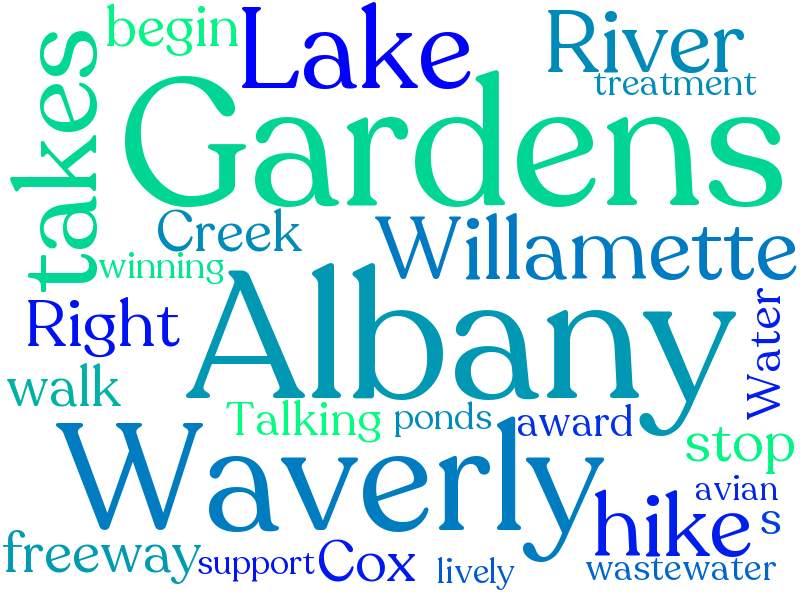 begin
Lake
River
treatment
takes
Gardens
Creek
Willamette
winning
Albany
Right
Water
walk
Talking
ponds
award
Waverly
stop
avian
s
hike
freeway
support
Cox
lively
wastewater